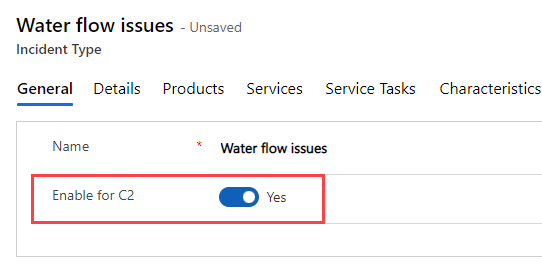 Water flow issues - Unsaved
Incident Type
General Details Products Services Service Tasks Characteristics
Name * Water flow issues
Enable for C2 Yes